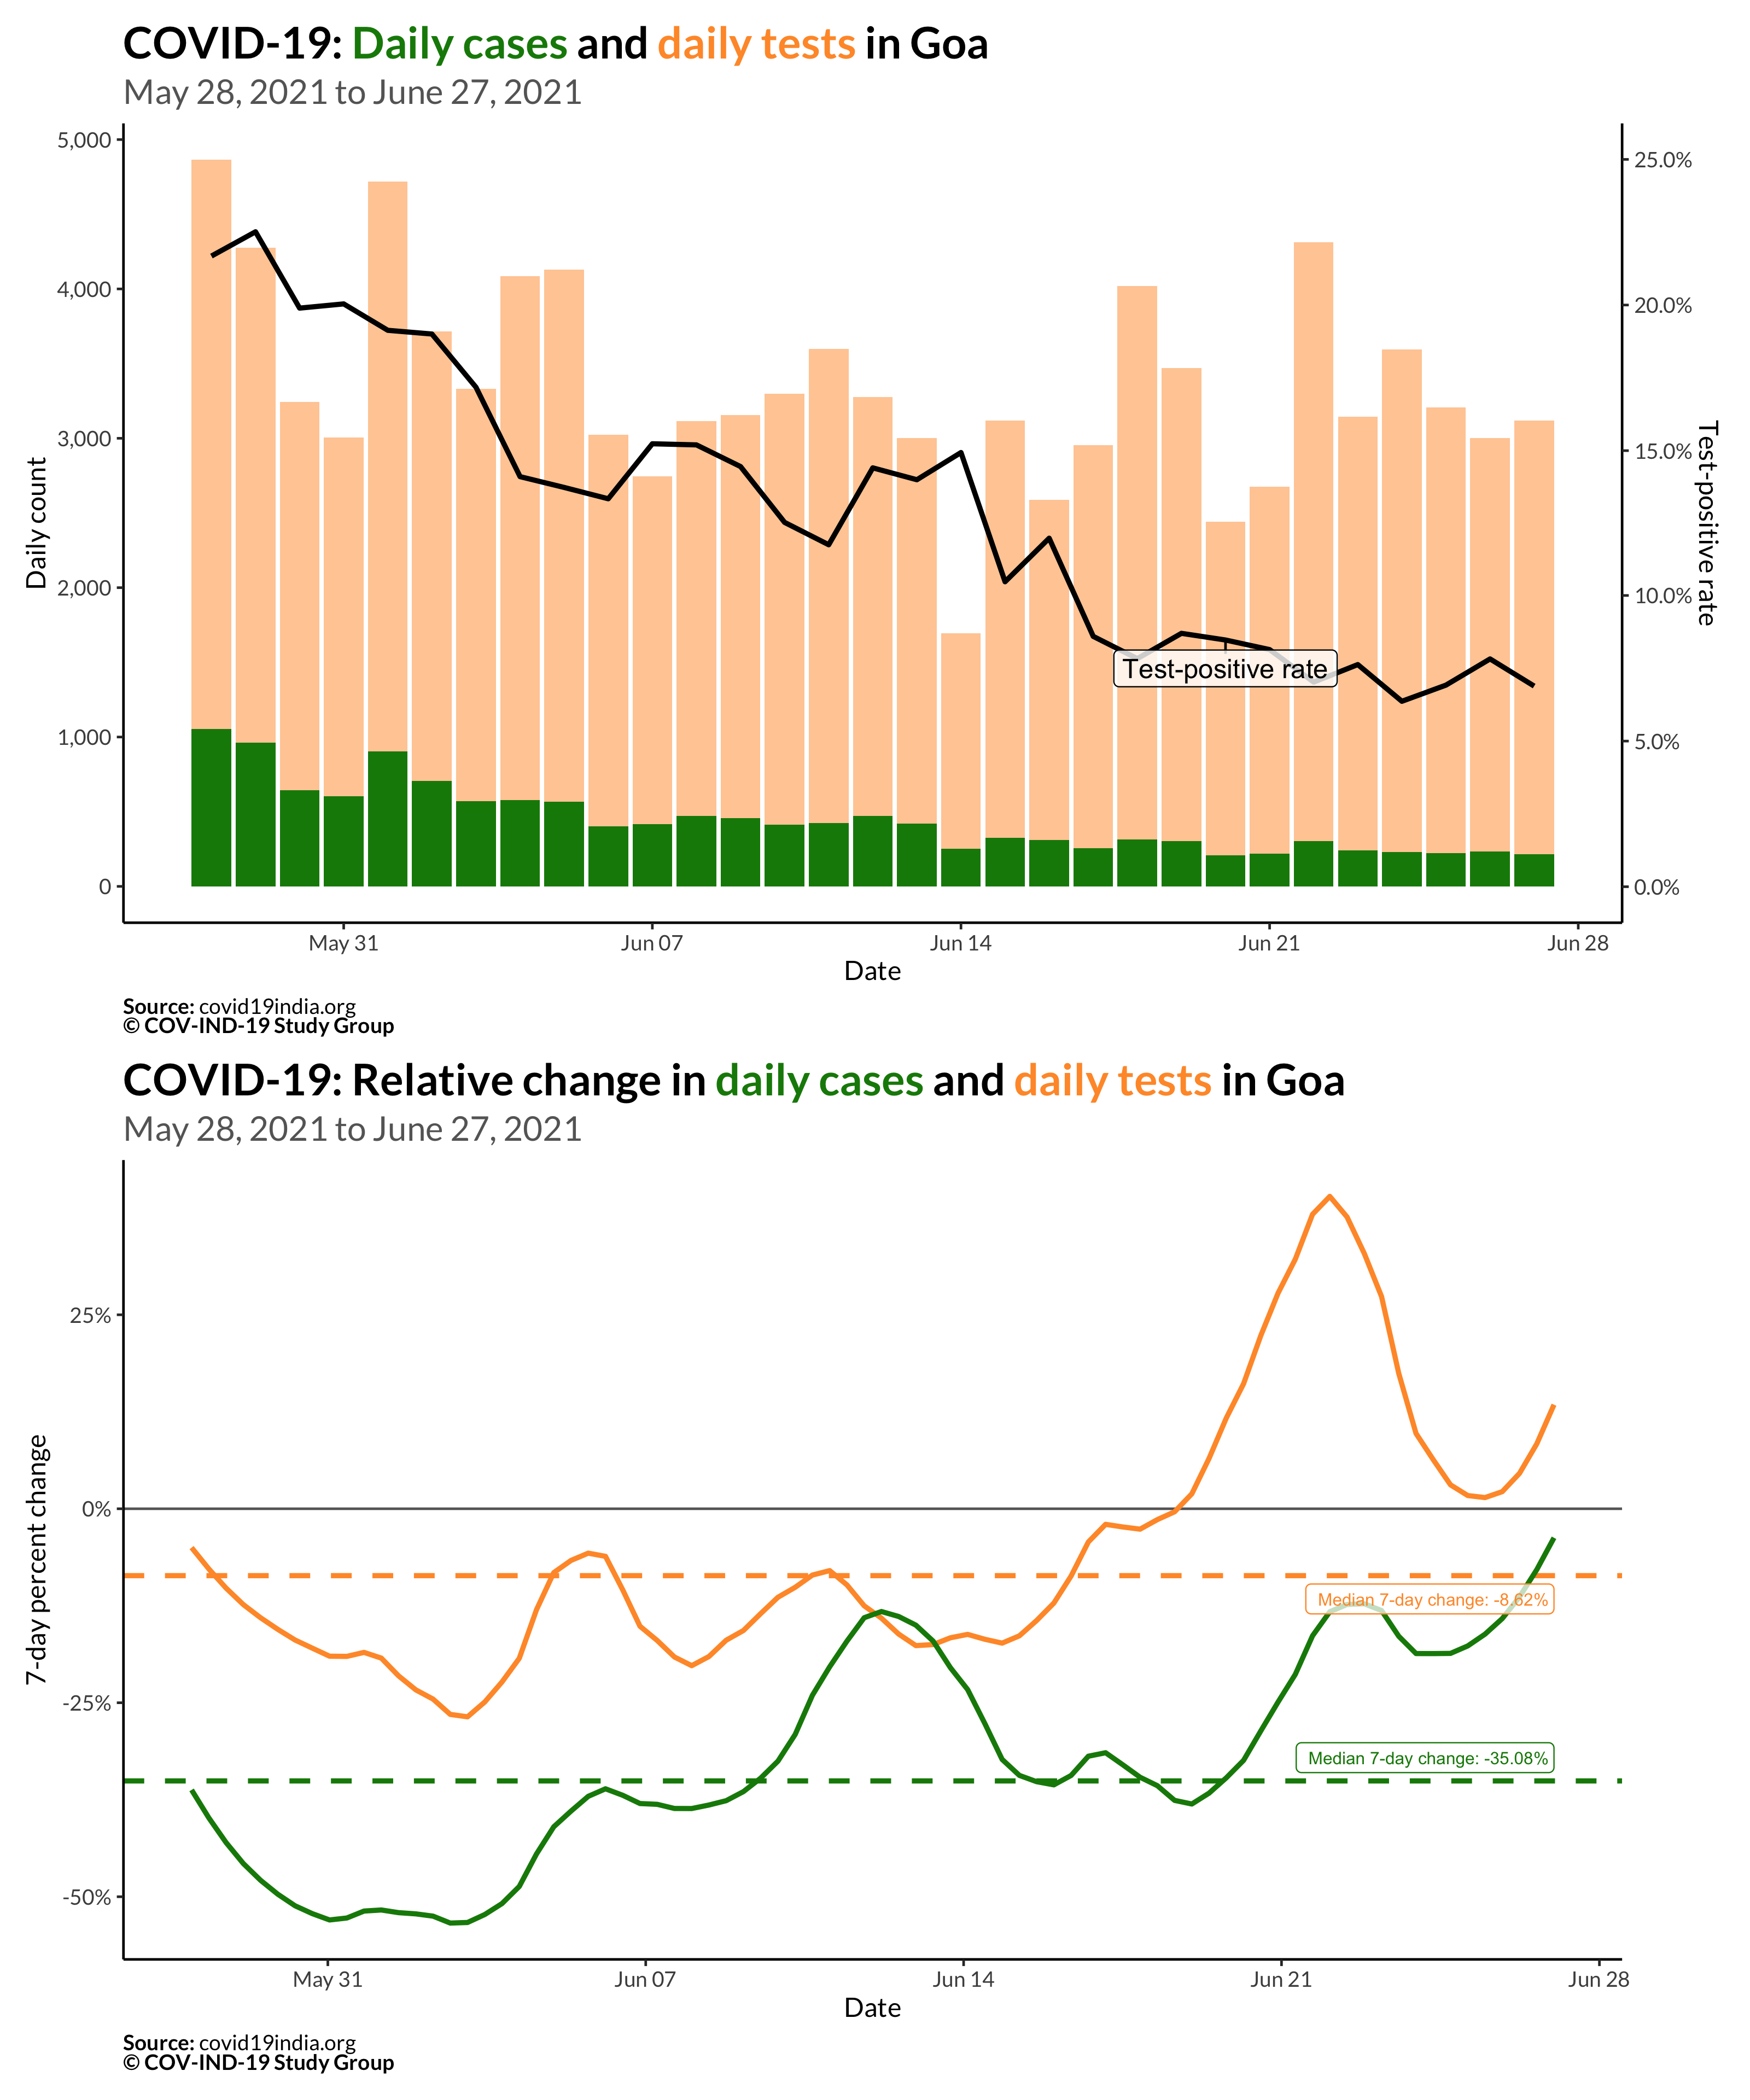 COVID-19: Daily cases and daily tests in Goa
May 28, 2021 to June 27, 2021
5,000
4,000
3,000
2,000
1,000
0
Daily count
25.0%
20.0%
15.0%
10.0%
5.0%
0.0%
Test-positive rate
Test-positive rate
May 31
Jun 07
Jun 14
Jun 21
Jun 28
Date
Source: covid19india.org
© COV-IND-19 Study Group
COVID-19: Relative change in daily cases and daily tests in Goa
May 28, 2021 to June 27, 2021
25%
0%
-25%
-50%
7-day percent change
Median 7-day change: -8.62%
Median 7-day change: -35.08%
May 31
Jun 07
Jun 14
Jun 21
Jun 28
Date
Source: covid19india.org
© COV-IND-19 Study Group